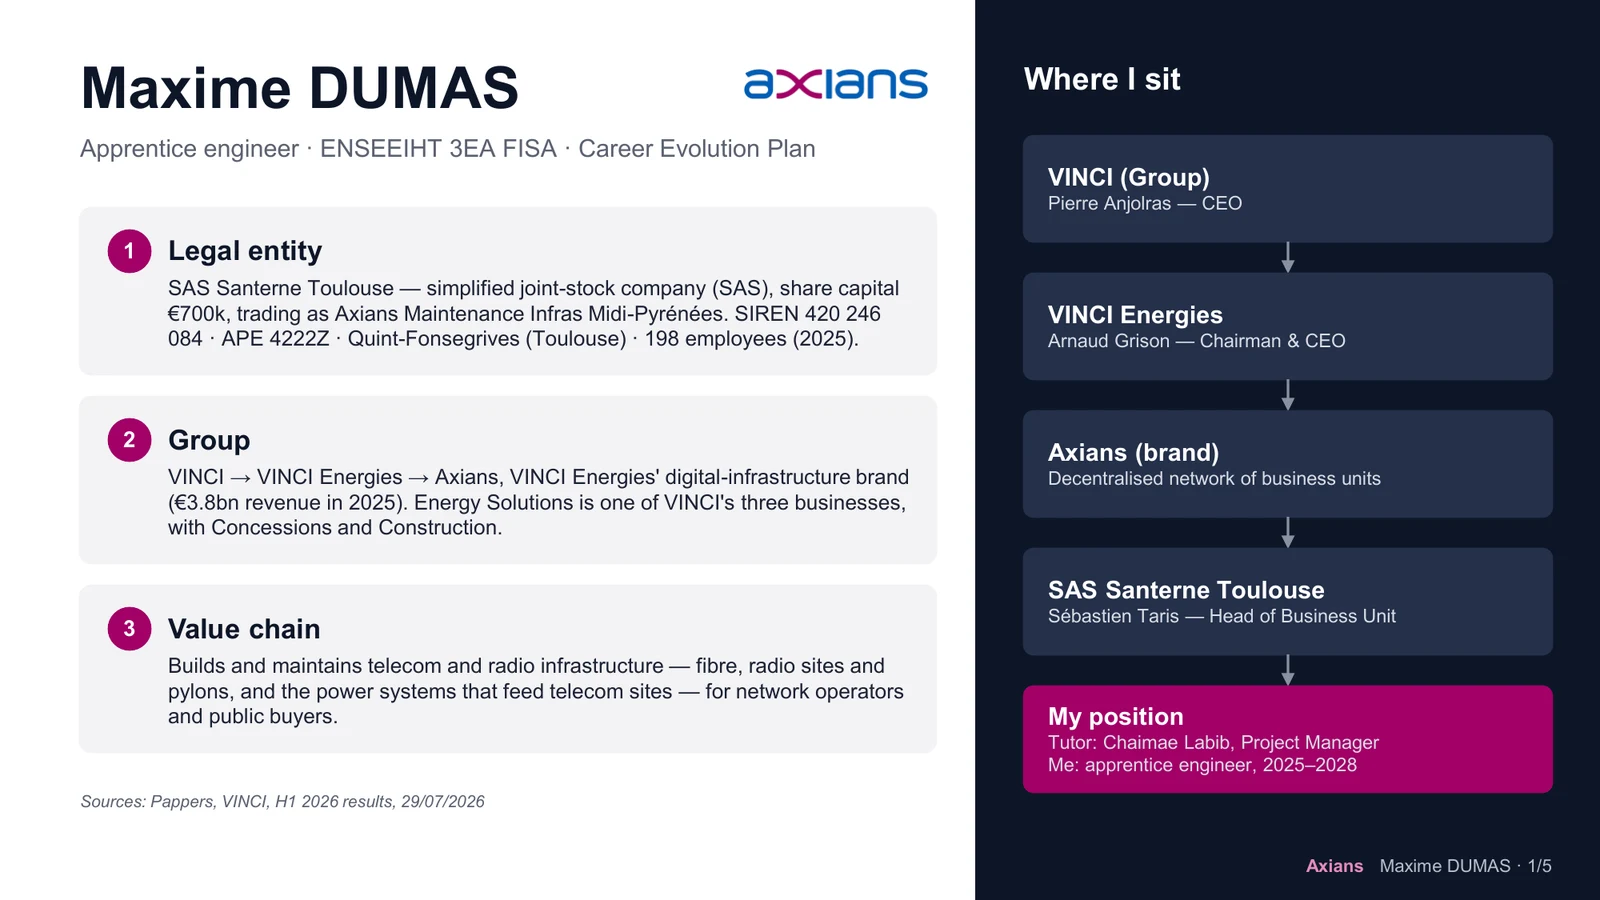 Maxime DUMAS
axians
Apprentice engineer · ENSEEIHT 3EA FISA · Career Evolution Plan
1
Legal entity
SAS Santerne Toulouse — simplified joint-stock company (SAS), share capital
€700k, trading as Axians Maintenance Infras Midi-Pyrénées. SIREN 420 246
084 · APE 4222Z · Quint-Fonsegrives (Toulouse) · 198 employees (2025).
2
Group
VINCI → VINCI Energies → Axians, VINCI Energies' digital-infrastructure brand
(€3.8bn revenue in 2025). Energy Solutions is one of VINCI's three businesses,
with Concessions and Construction.
3
Value chain
Builds and maintains telecom and radio infrastructure — fibre, radio sites and
pylons, and the power systems that feed telecom sites — for network operators
and public buyers.
Sources: Pappers, VINCI, H1 2026 results, 29/07/2026
Where I sit
VINCI (Group)
Pierre Anjolras — CEO
VINCI Energies
Arnaud Grison — Chairman & CEO
Axians (brand)
Decentralised network of business units
SAS Santerne Toulouse
Sébastien Taris — Head of Business Unit
My position
Tutor: Chaimae Labib, Project Manager
Me: apprentice engineer, 2025–2028
Axians Maxime DUMAS · 1/5